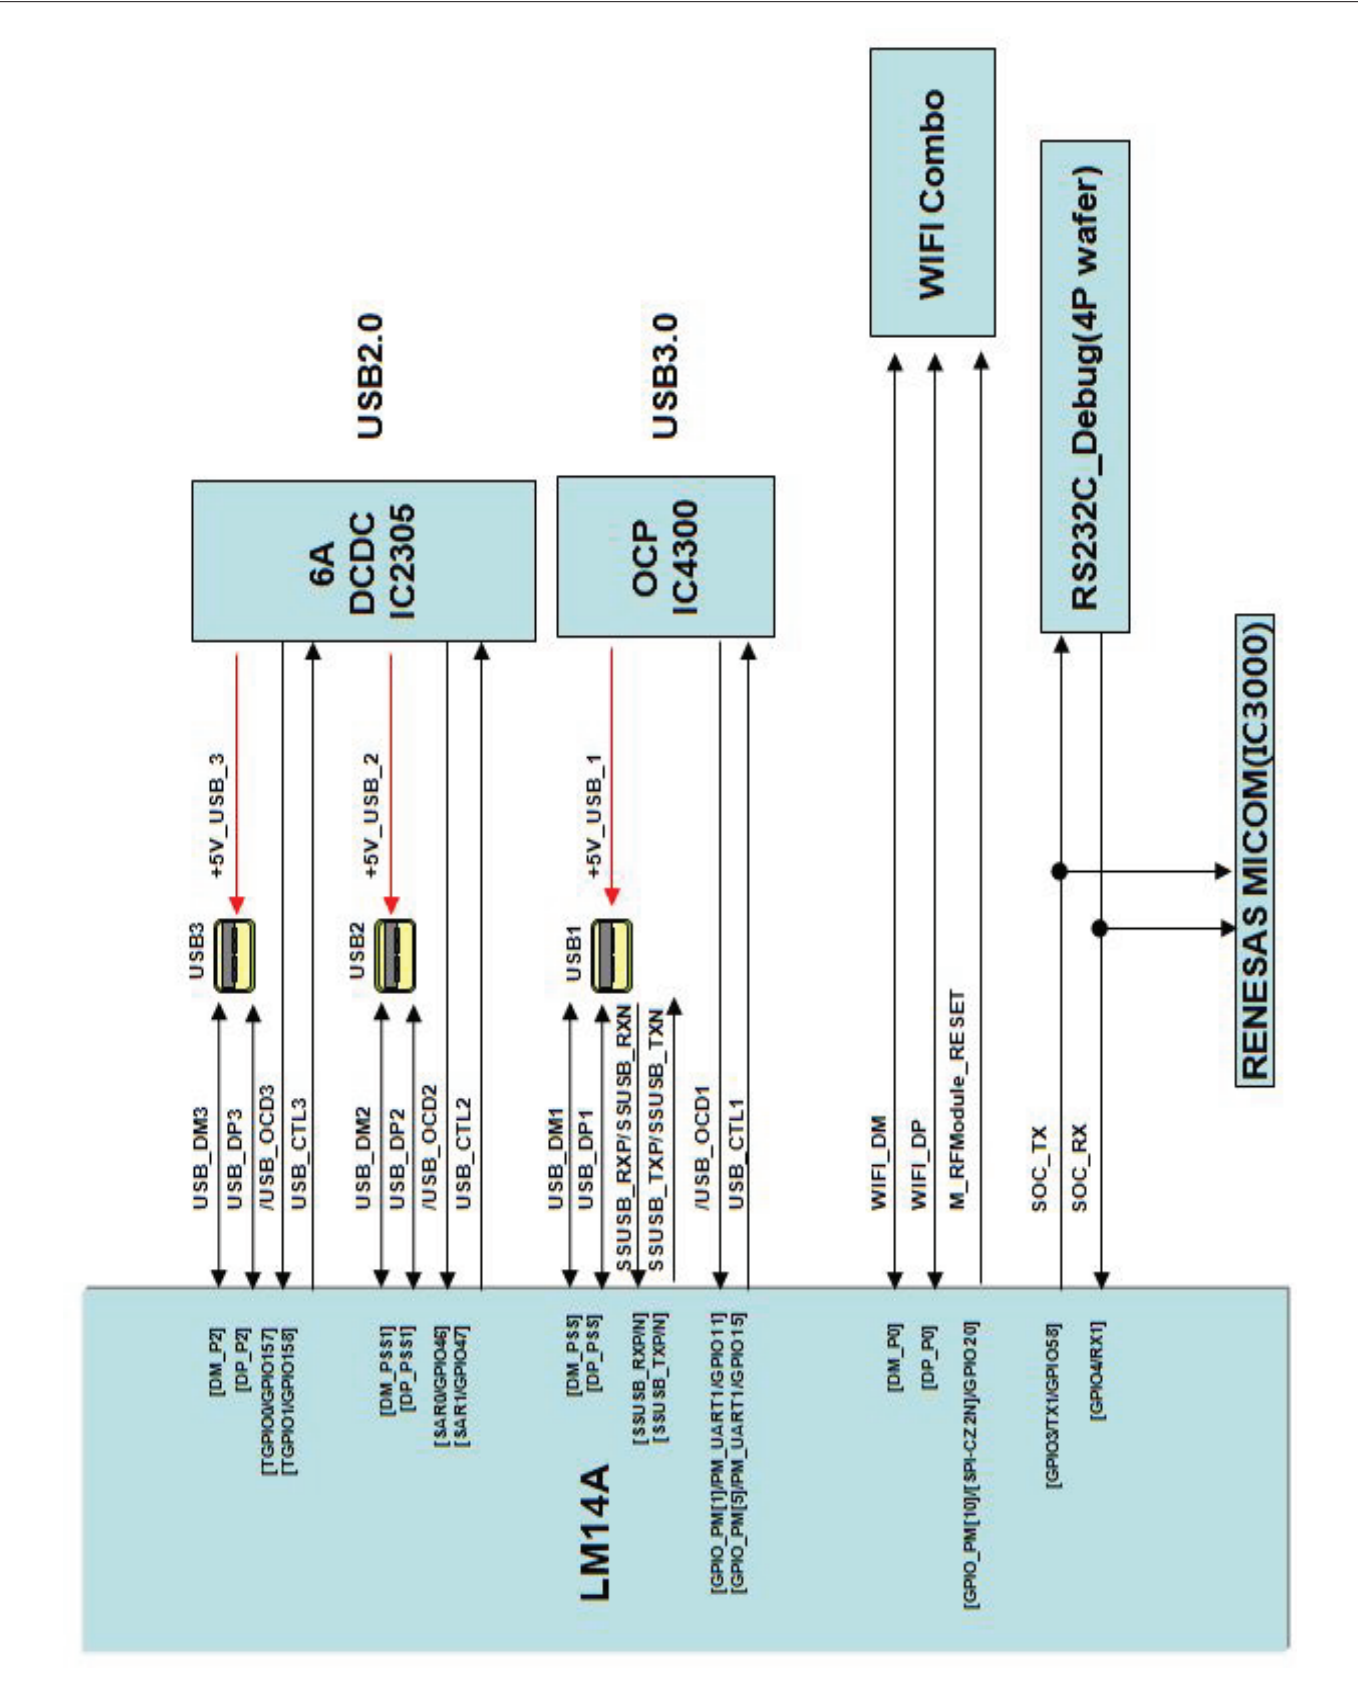 LM14A
[DM_P2]
[DP_P2]
[TGPIO0/GPIO157]
[TGPIO1/GPIO158]
[DM_PSS1]
[DP_PSS1]
[SAR0/GPIO46]
[SAR1/GPIO47]
[DM_PSS]
[DP_PSS]
[SSUSB_RXP/N]
[SSUSB_TXP/N]
[GPIO_PM[1]/PM_UART1/GPIO11]
[GPIO_PM[5]/PM_UART1/GPIO15]
[DM_P0]
[DP_P0]
[GPIO_PM[10]/[SPI-CZ2N]/GPIO20]
[GPIO3/TX1/GPIO58]
[GPIO4/RX1]
USB_DM3
USB_DP3
/USB_OCD3
USB_CTL3
USB_DM2
USB_DP2
/USB_OCD2
USB_CTL2
USB_DM1
USB_DP1
SSUSB_RXP/SSUSB_RXN
SSUSB_TXP/SSUSB_TXN
/USB_OCD1
USB_CTL1
WIFI_DM
WIFI_DP
M_RFModule_RESET
SOC_TX
SOC_RX
USB3
USB2
USB1
+5V_USB_3
+5V_USB_2
+5V_USB_1
6A
DCDC
IC2305
OCP
IC4300
USB2.0
USB3.0
WIFI Combo
RS232C_Debug(4P wafer)
RENESAS MICOM(IC3000)